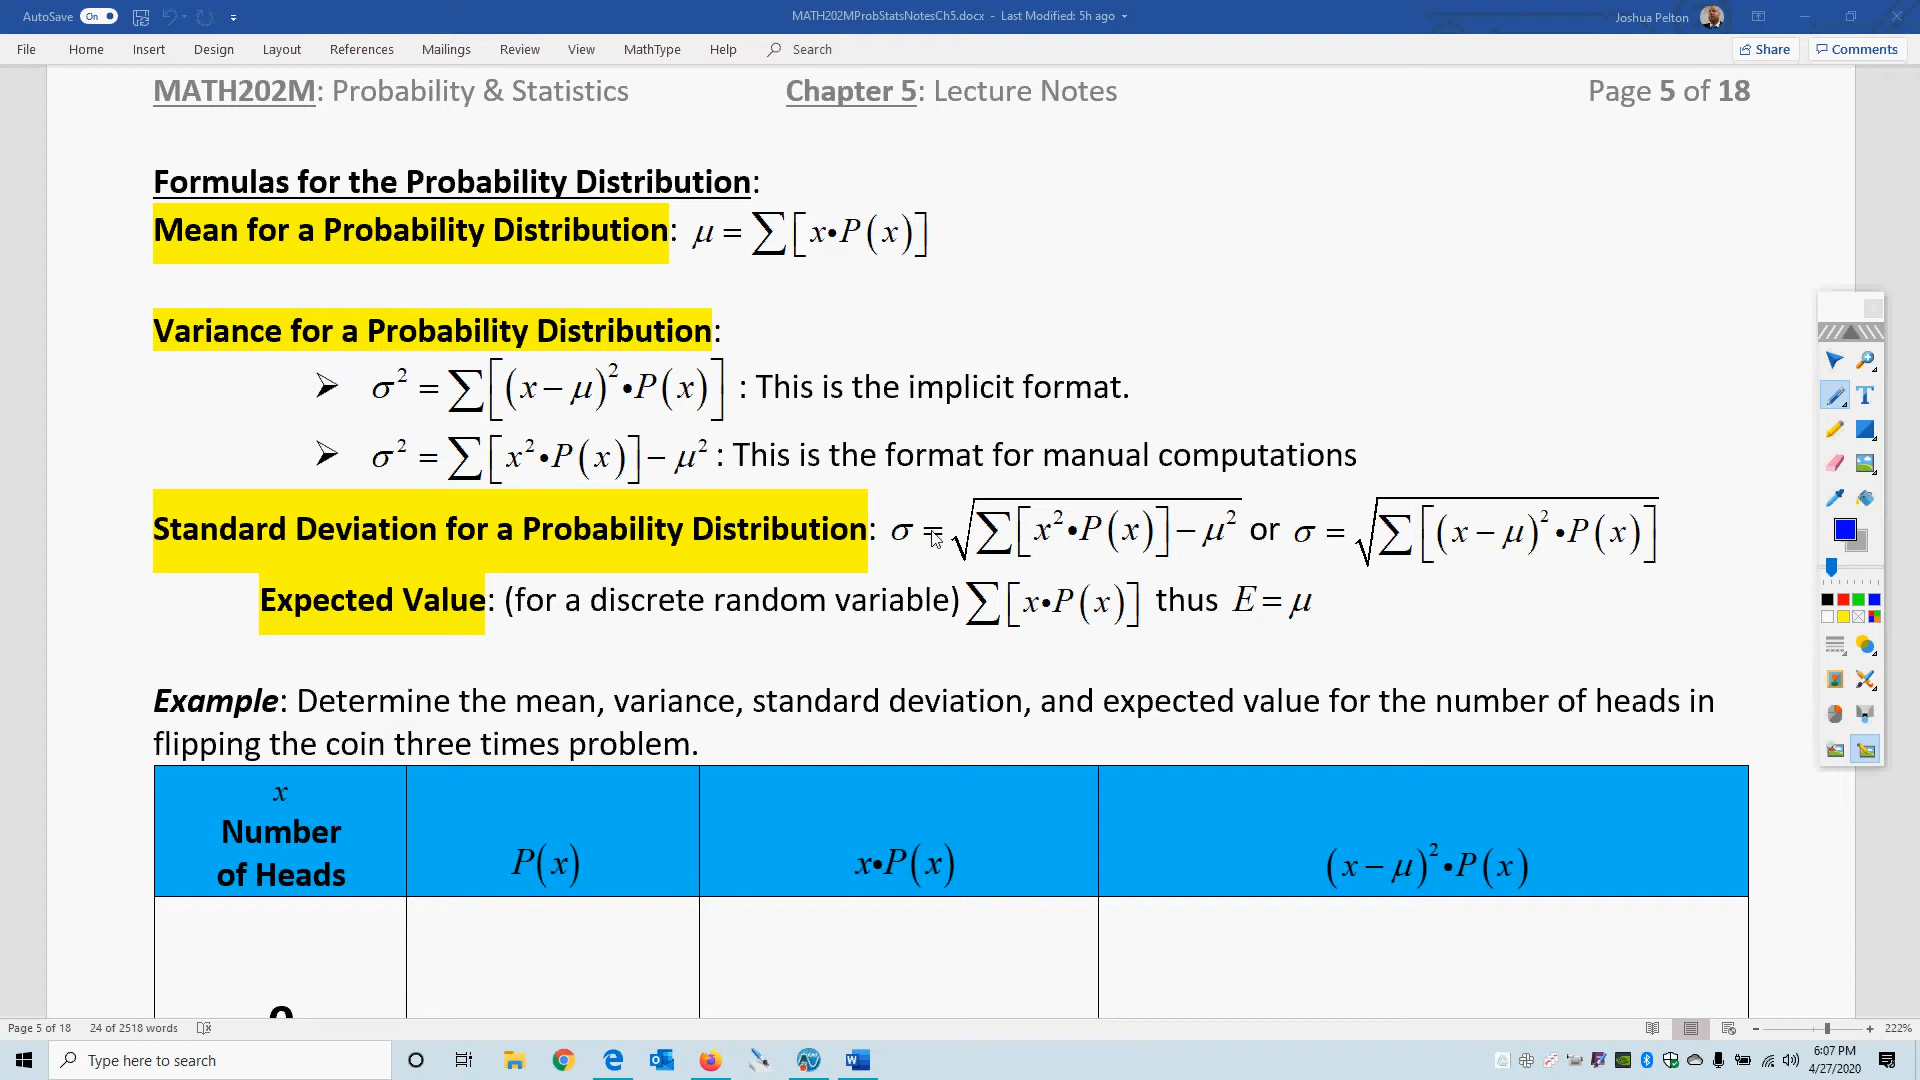 AutoSave On MATH202MProbStatsNotesCh5.docx - Last Modified: 5h ago Joshua Pelton
File Home Insert Design Layout References Mailings Review View MathType Help Search Share Comments
MATH202M: Probability & Statistics Chapter 5: Lecture Notes Page 5 of 18
Formulas for the Probability Distribution:
Mean for a Probability Distribution: μ = ∑[x•P(x)]
Variance for a Probability Distribution:
➢ σ² = ∑[(x − μ)²•P(x)] : This is the implicit format.
➢ σ² = ∑[x²•P(x)] − μ² : This is the format for manual computations
Standard Deviation for a Probability Distribution: σ = √(∑[x²•P(x)] − μ²) or σ = √(∑[(x − μ)²•P(x)])
Expected Value: (for a discrete random variable) ∑[x•P(x)] thus E = μ
Example: Determine the mean, variance, standard deviation, and expected value for the number of heads in
flipping the coin three times problem.
x
Number
of Heads P(x) x•P(x) (x − μ)²•P(x)
0
Page 5 of 18 24 of 2518 words 222%
Type here to search 6:07 PM
4/27/2020